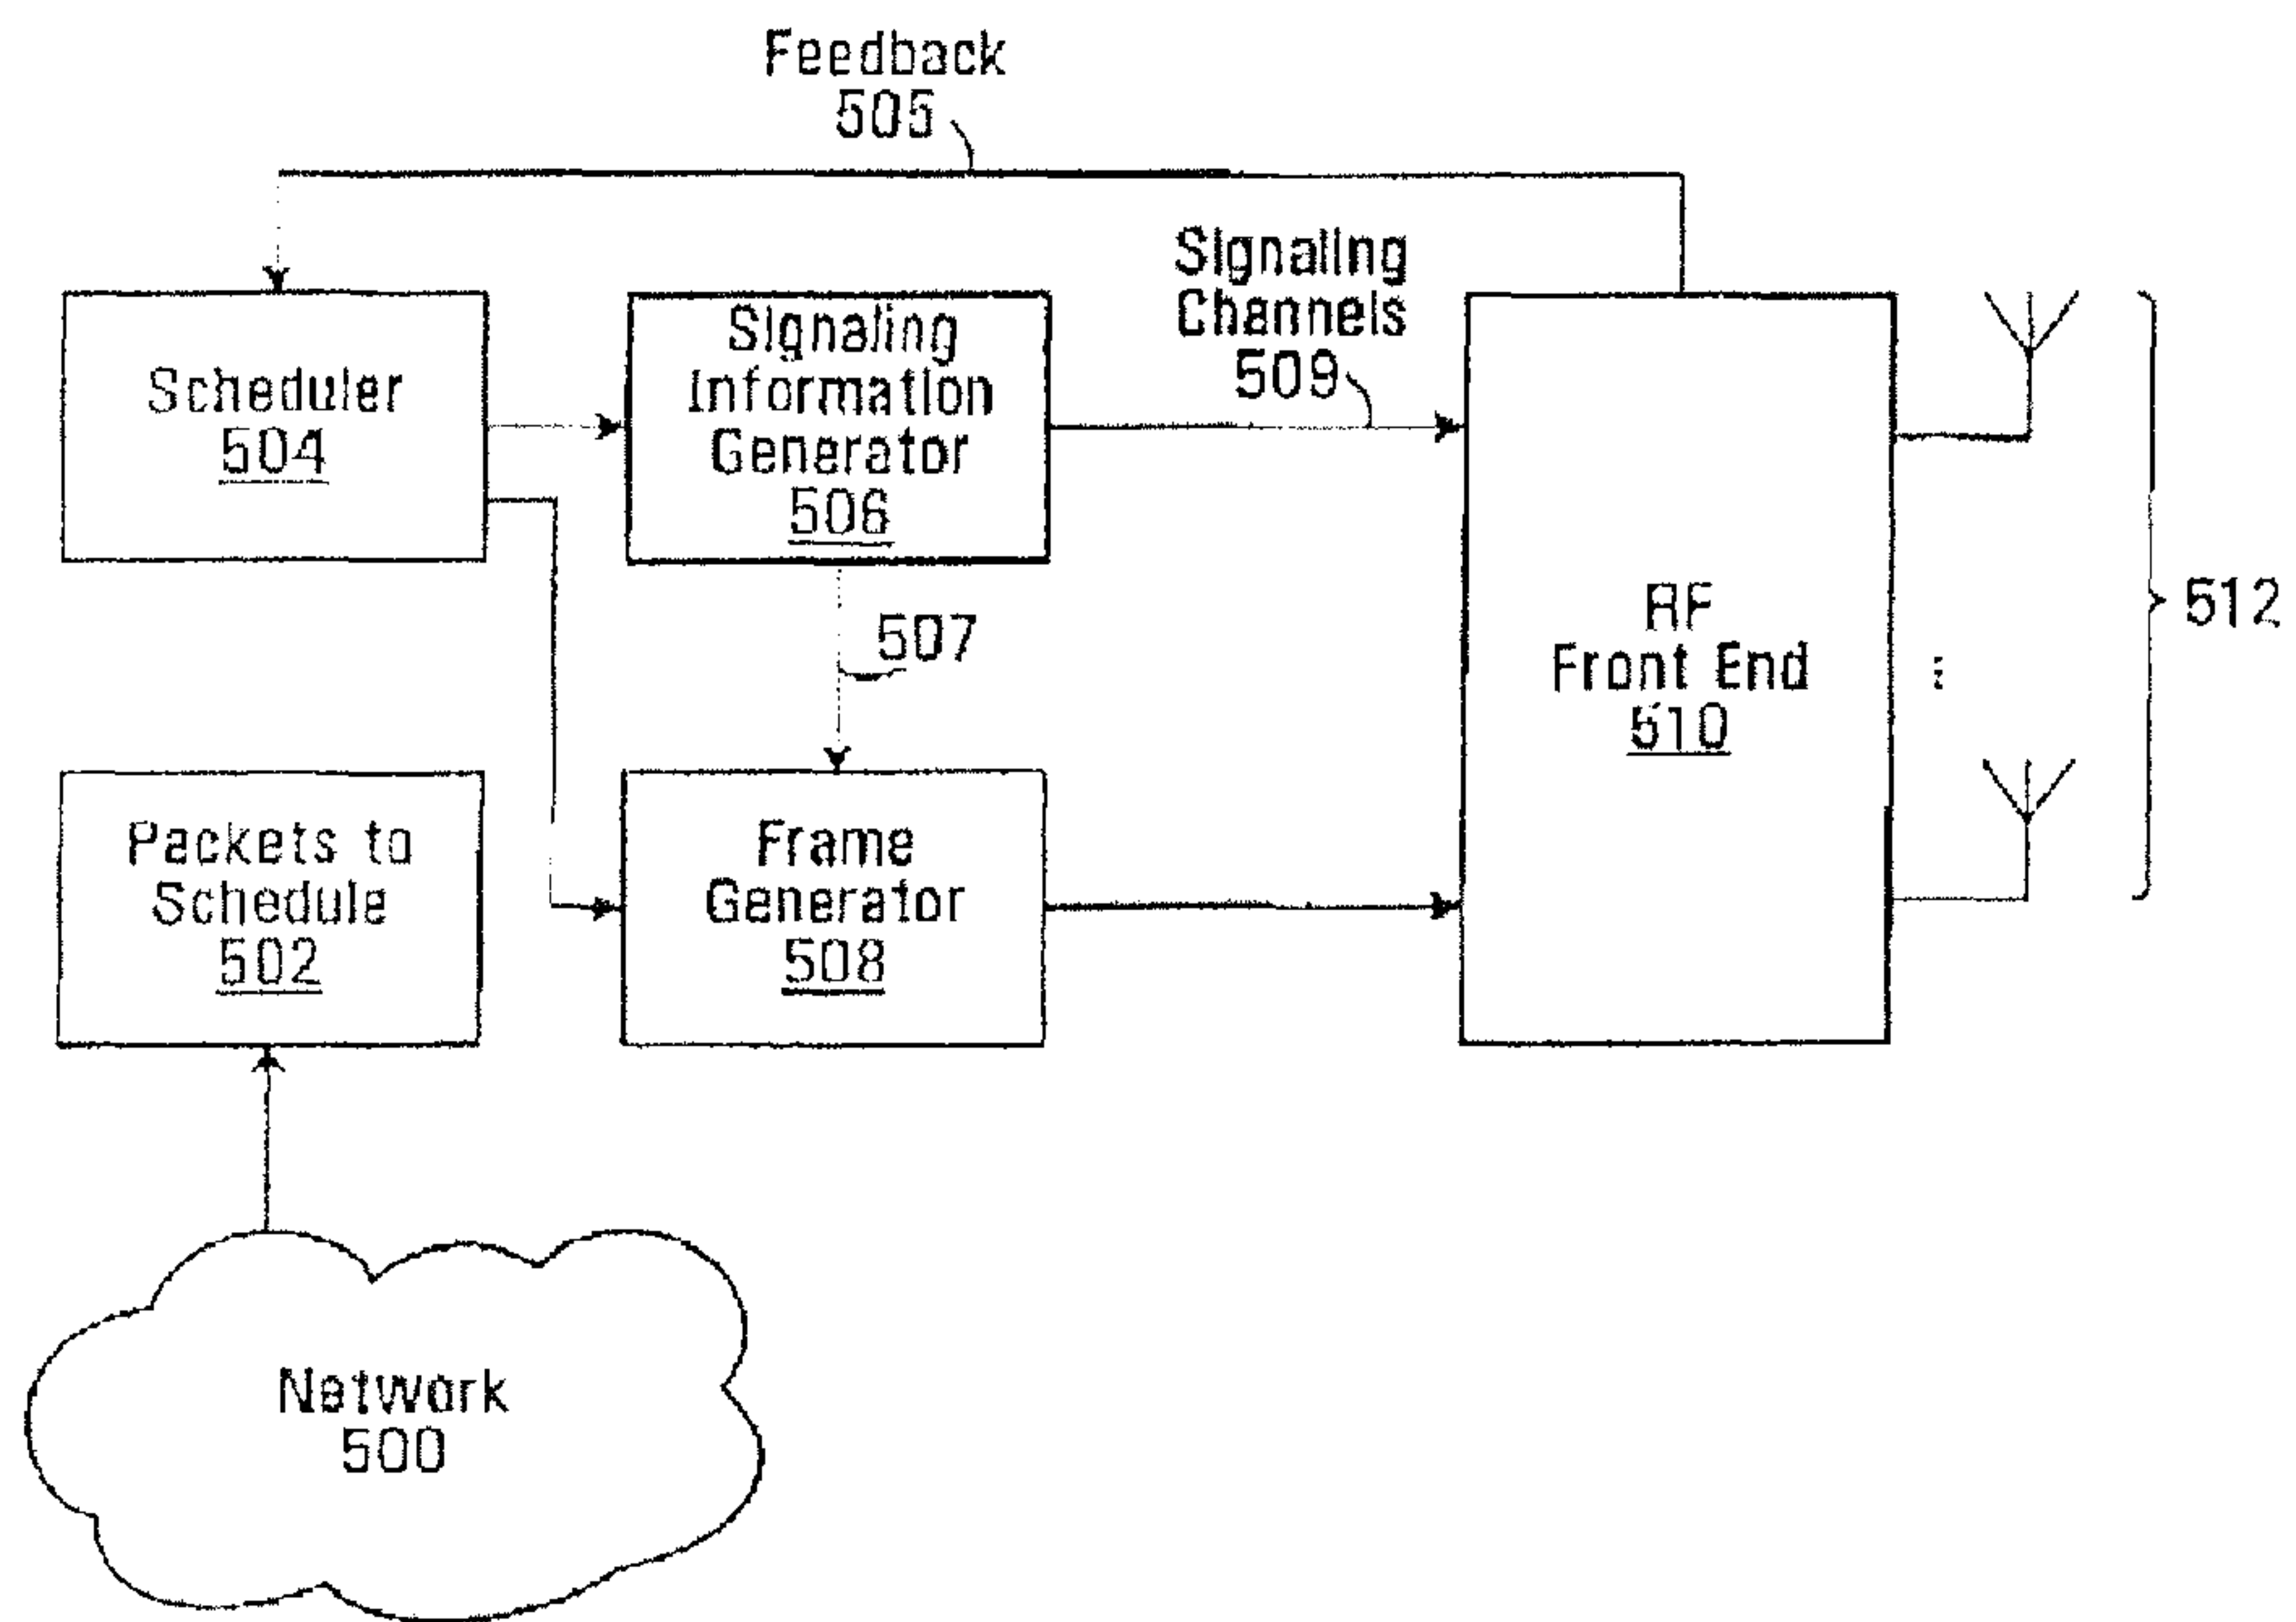 Feedback
505
Signaling
Channels
509
Scheduler
504
Signaling
Information
Generator
506
507
RF
Front End
510
512
Packets to
Schedule
502
Frame
Generator
508
Network
500